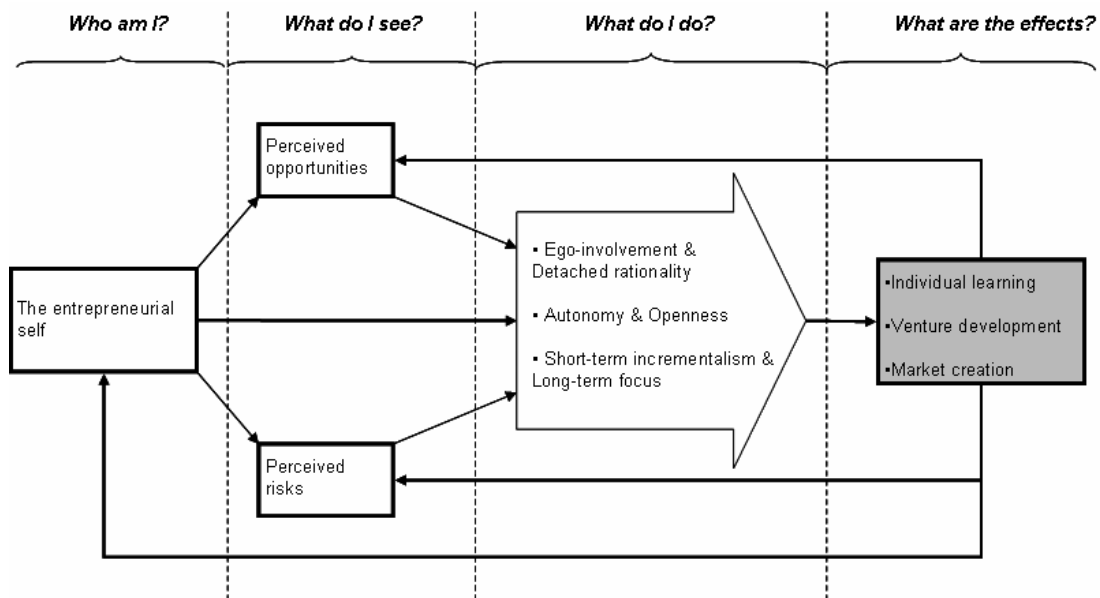 Who am I?
What do I see?
What do I do?
What are the effects?
Perceived
opportunities
The entrepreneurial
self
Perceived
risks
▪ Ego-involvement &
Detached rationality
▪ Autonomy & Openness
▪ Short-term incrementalism &
Long-term focus
▪Individual learning
▪Venture development
▪Market creation